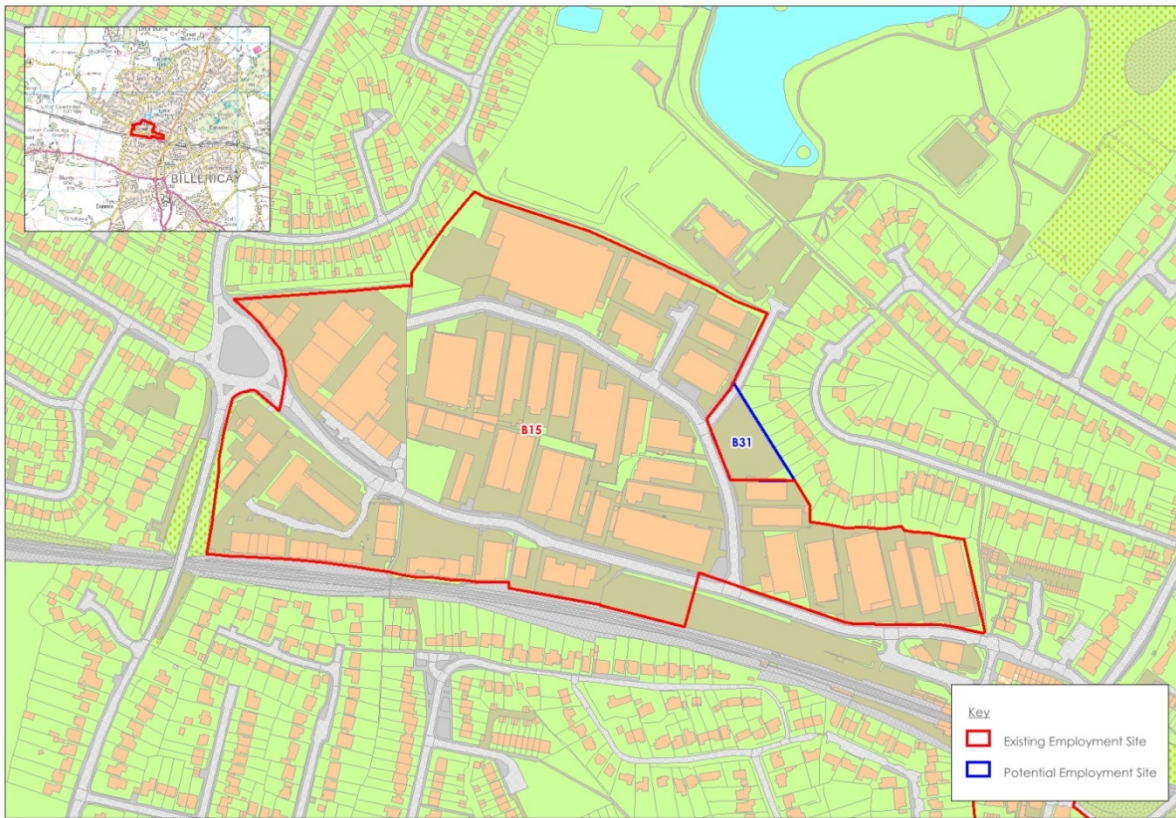 BILLERICAY
B15
B31
Key
Existing Employment Site
Potential Employment Site